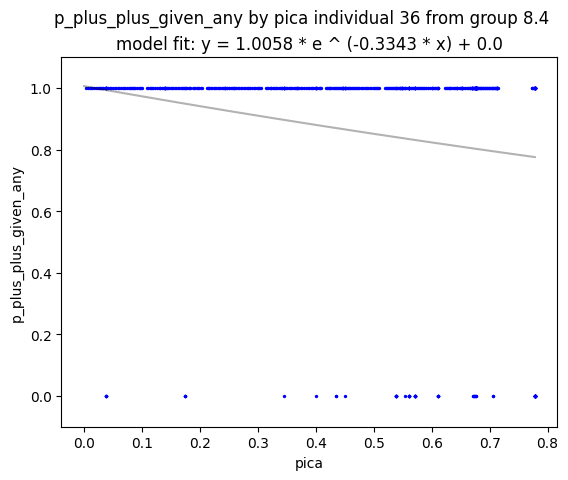 p_plus_plus_given_any by pica individual 36 from group 8.4
model fit: y = 1.0058 * e ^ (-0.3343 * x) + 0.0
1.0
0.8
0.6
0.4
0.2
0.0
p_plus_plus_given_any
0.0 0.1 0.2 0.3 0.4 0.5 0.6 0.7 0.8
pica